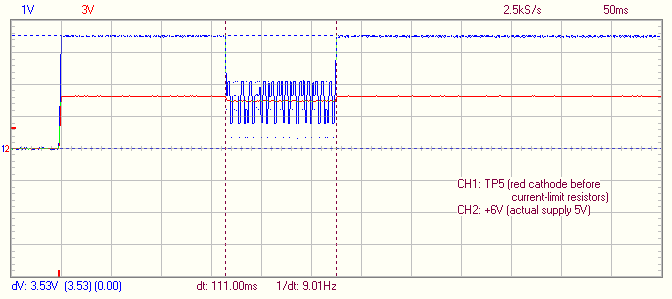 1V 3V 2.5kS/s 50ms
12
CH1: TP5 (red cathode before
current-limit resistors)
CH2: +6V (actual supply 5V)
dV: 3.53V (3.53) (0.00) dt: 111.00ms 1/dt: 9.01Hz